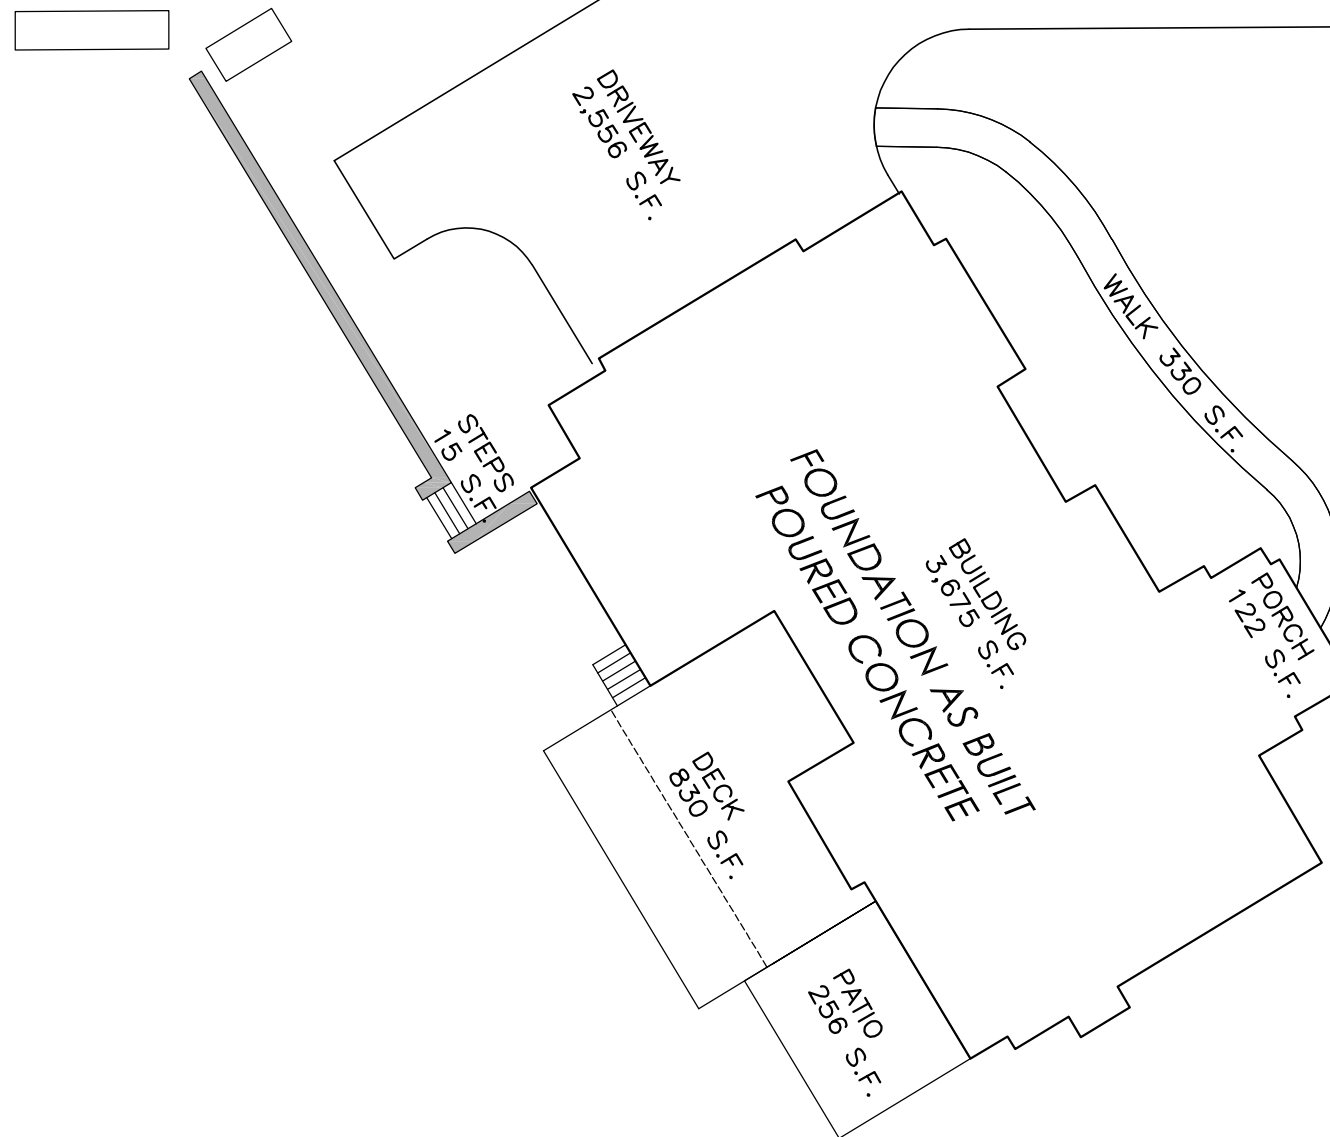 DRIVEWAY
2,556 S.F.
WALK 330 S.F.
STEPS
15 S.F.
FOUNDATION AS BUILT
POURED CONCRETE
BUILDING
3,675 S.F.
PORCH
122 S.F.
DECK
830 S.F.
PATIO
256 S.F.